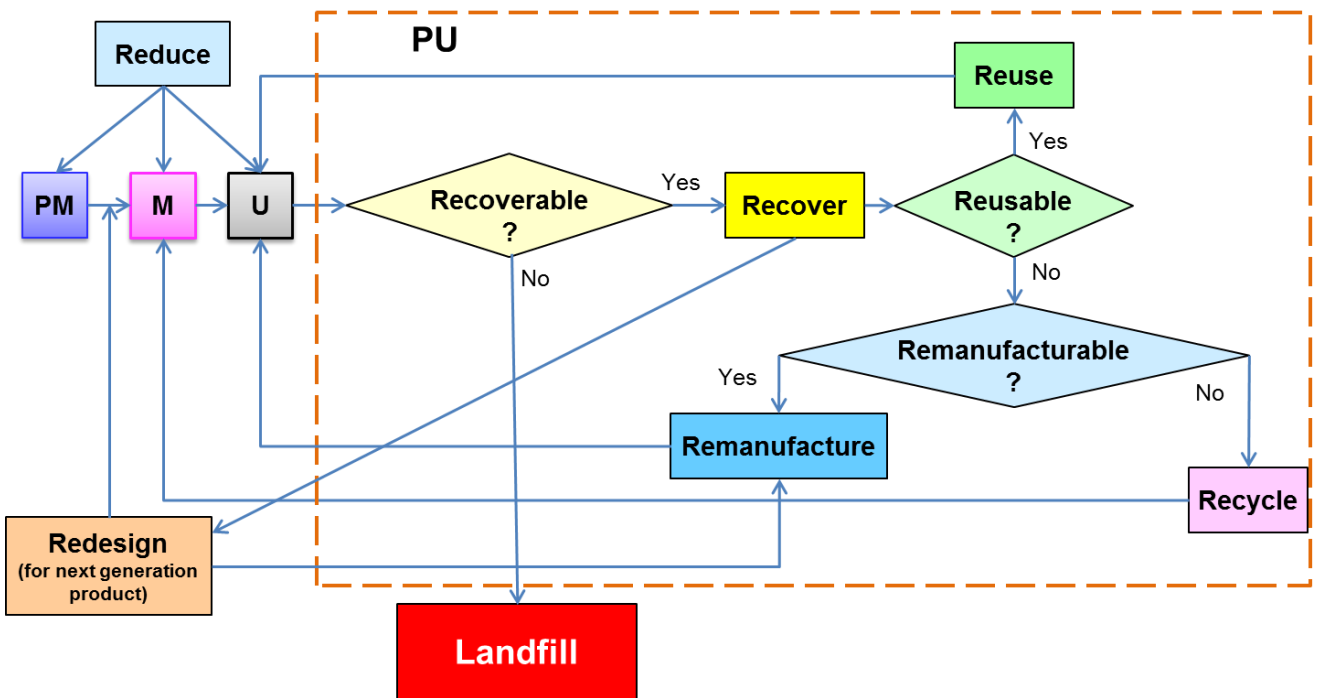 PU
Reduce
Reuse
Yes
PM
M
U
Recoverable
?
Yes
Recover
Reusable
?
No
No
Remanufacturable
?
Yes
No
Remanufacture
Recycle
Redesign
(for next generation
product)
Landfill